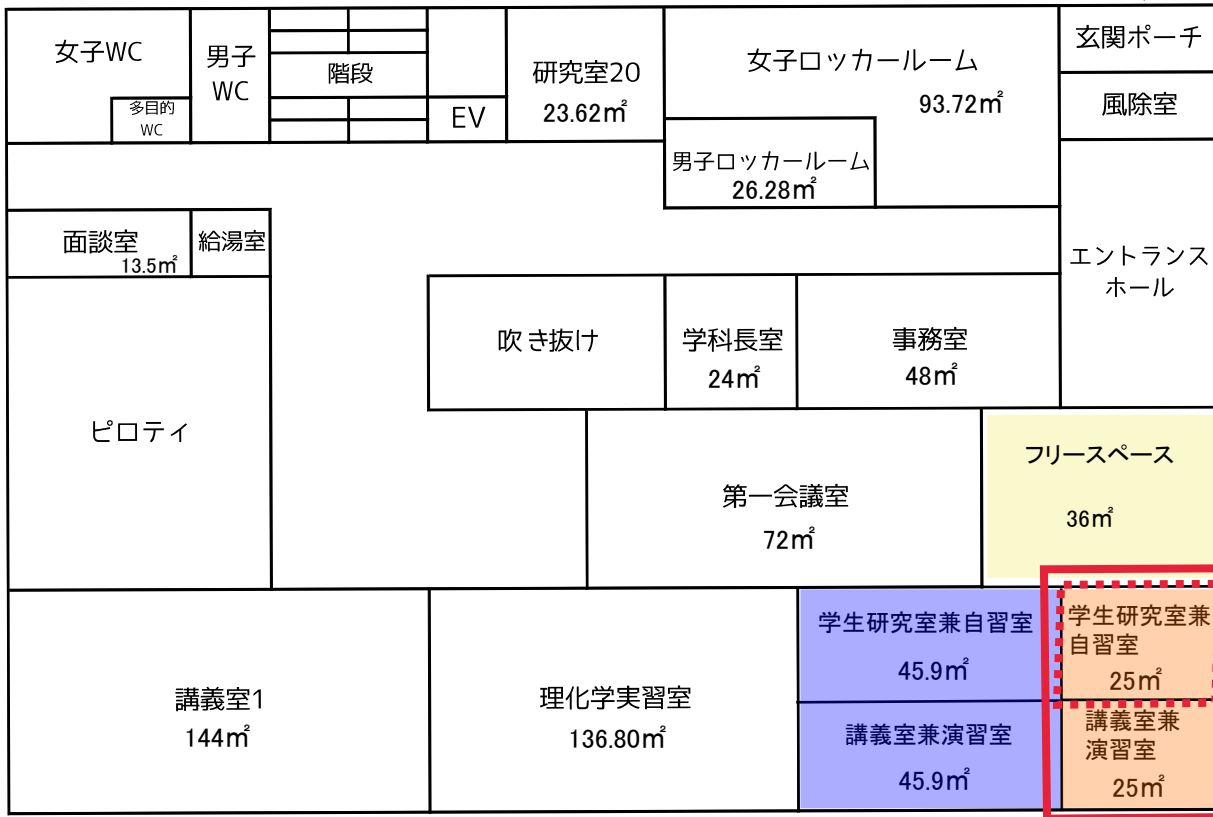 女子WC
多目的
WC
男子
WC
階段
EV
研究室20
23.62㎡
女子ロッカールーム
93.72㎡
男子ロッカールーム
26.28㎡
玄関ポーチ
風除室
エントランス
ホール
面談室
13.5㎡
給湯室
ピロティ
吹き抜け
学科長室
24㎡
事務室
48㎡
第一会議室
72㎡
フリースペース
36㎡
講義室1
144㎡
理化学実習室
136.80㎡
学生研究室兼自習室
45.9㎡
講義室兼演習室
45.9㎡
学生研究室兼
自習室
25㎡
講義室兼
演習室
25㎡